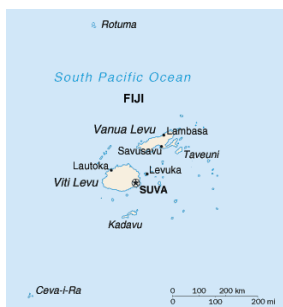 Rotuma
South Pacific Ocean
FIJI
Vanua Levu
Lambasa
Savusavu
Taveuni
Lautoka
Levuka
Viti Levu
SUVA
Kadavu
Ceva-i-Ra
0 100 200 km
0 100 200 mi